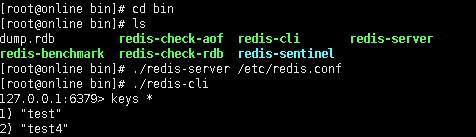 [root@online bin]# cd bin
[root@online bin]# ls
dump.rdb         redis-check-aof  redis-cli       redis-server
redis-benchmark  redis-check-rdb  redis-sentinel
[root@online bin]# ./redis-server /etc/redis.conf
[root@online bin]# ./redis-cli
127.0.0.1:6379> keys *
1) "test"
2) "test4"